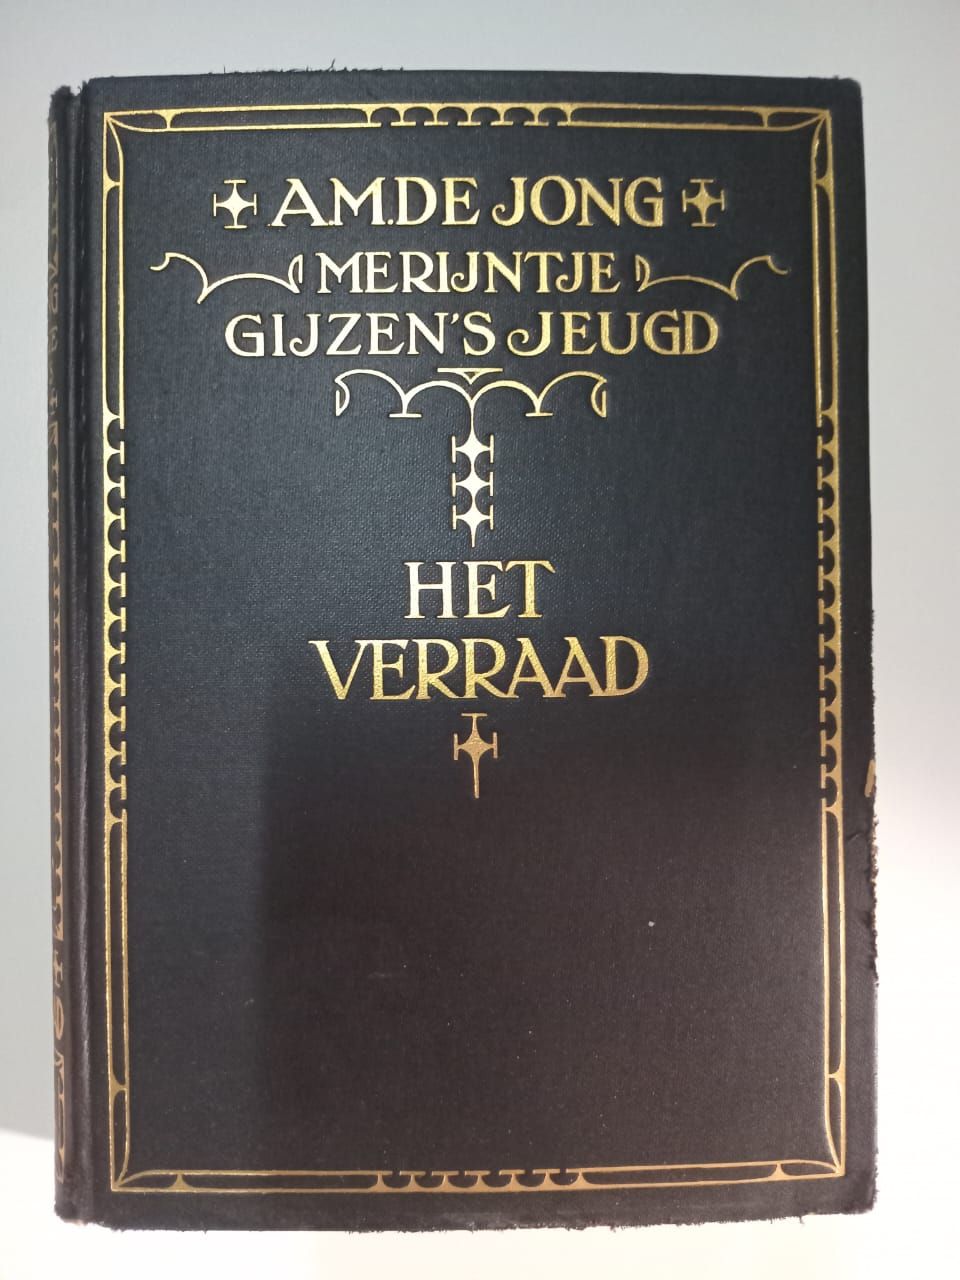 A.M. DE JONG
MERIJNTJE
GIJZEN'S JEUGD
HET
VERRAAD